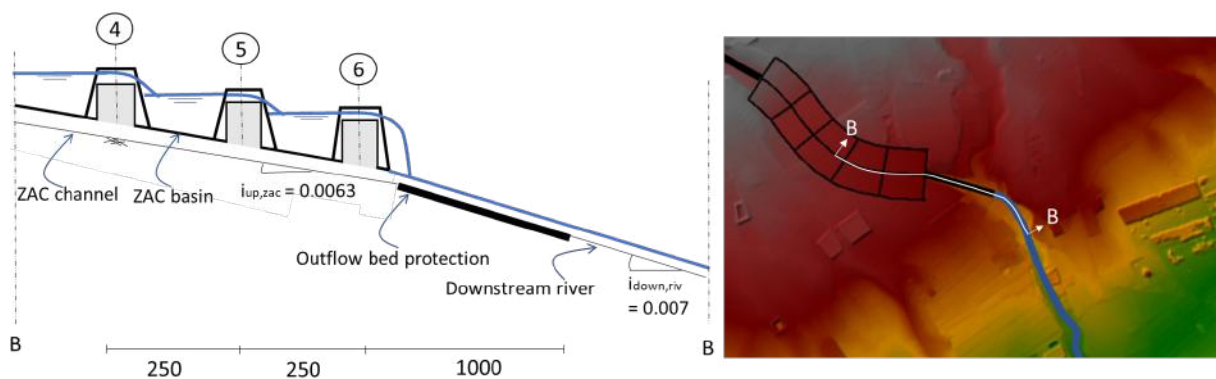 4
5
6
ZAC channel
ZAC basin
iup,zac = 0.0063
Outflow bed protection
Downstream river
idown,riv
= 0.007
B
B
250
250
1000
B
B